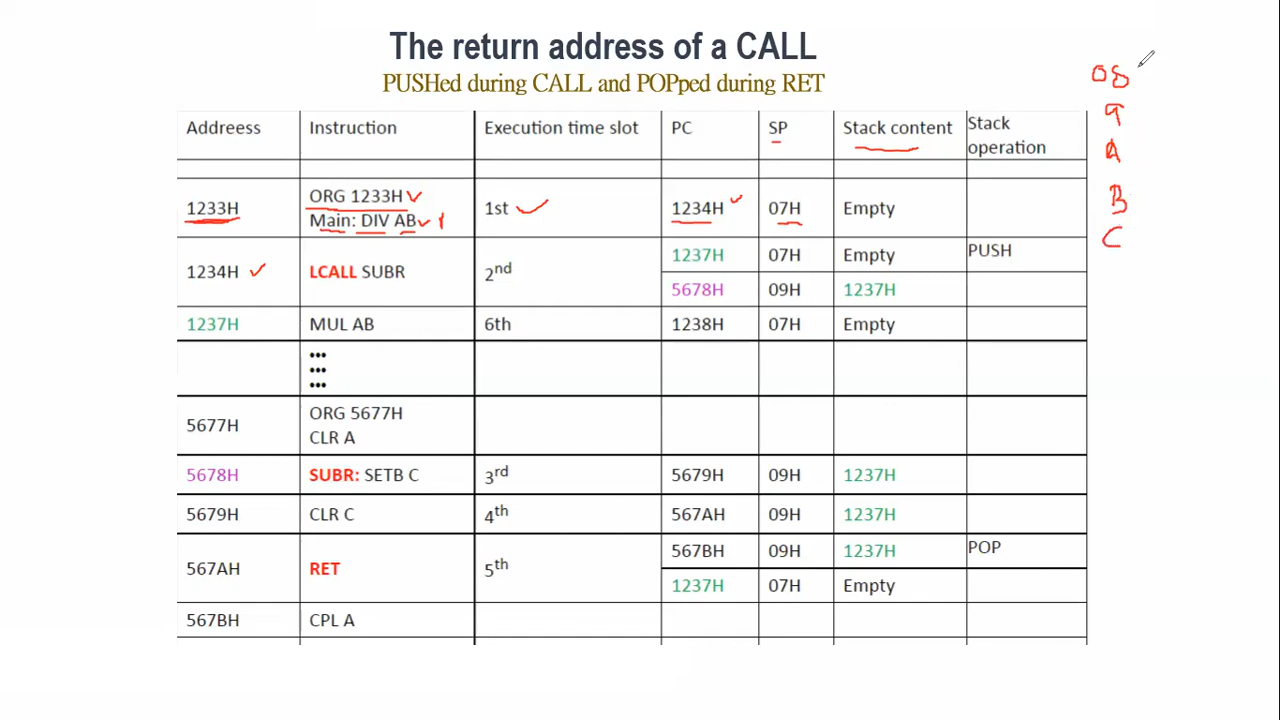 The return address of a CALL
PUSHed during CALL and POPped during RET
Addreess Instruction Execution time slot PC SP Stack content Stack operation
1233H ORG 1233H Main: DIV AB 1st 1234H 07H Empty
1234H LCALL SUBR 2nd 1237H 07H Empty PUSH
5678H 09H 1237H
1237H MUL AB 6th 1238H 07H Empty
•••
•••
•••
5677H ORG 5677H CLR A
5678H SUBR: SETB C 3rd 5679H 09H 1237H
5679H CLR C 4th 567AH 09H 1237H
567AH RET 5th 567BH 09H 1237H POP
1237H 07H Empty
567BH CPL A
08
9
A
B
C